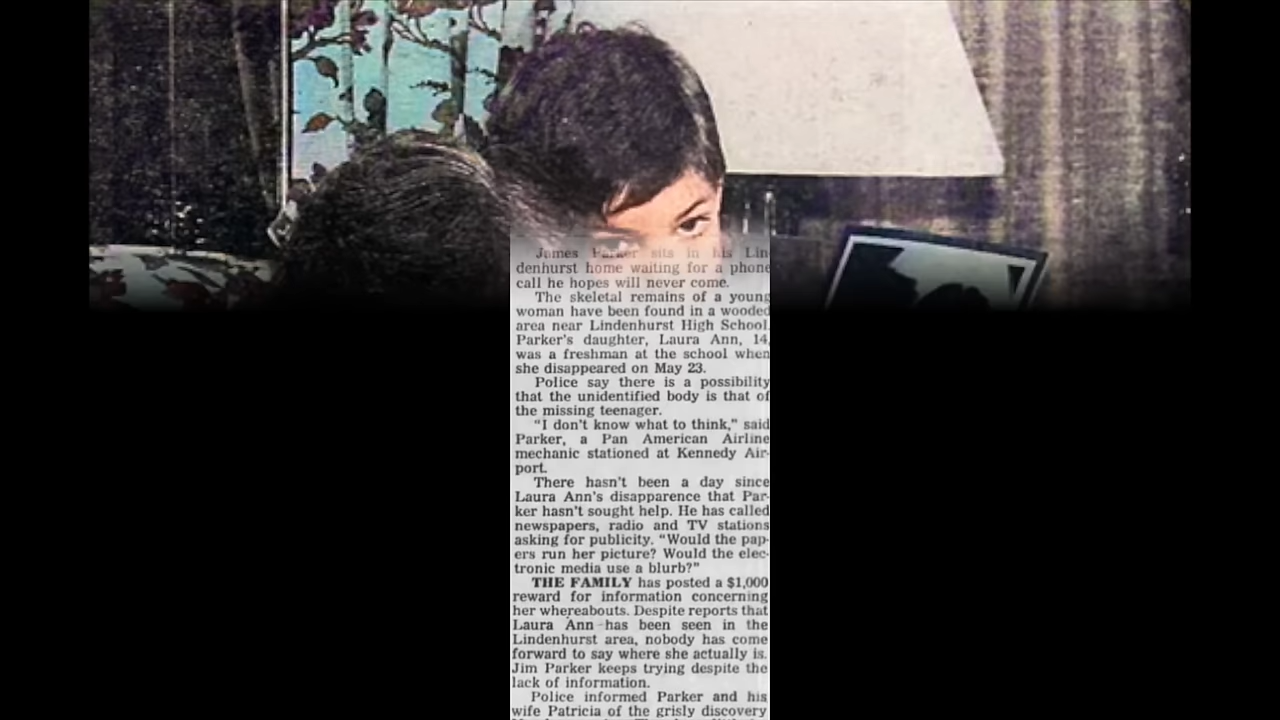 James Parker sits in his Lin-
denhurst home waiting for a phone
call he hopes will never come.
The skeletal remains of a young
woman have been found in a wooded
area near Lindenhurst High School.
Parker's daughter, Laura Ann, 14,
was a freshman at the school when
she disappeared on May 23.
Police say there is a possibility
that the unidentified body is that of
the missing teenager.
"I don't know what to think," said
Parker, a Pan American Airline
mechanic stationed at Kennedy Air-
port.
There hasn't been a day since
Laura Ann's disapparence that Par-
ker hasn't sought help. He has called
newspapers, radio and TV stations
asking for publicity. "Would the pap-
ers run her picture? Would the elec-
tronic media use a blurb?"
THE FAMILY has posted a $1,000
reward for information concerning
her whereabouts. Despite reports that
Laura Ann has been seen in the
Lindenhurst area, nobody has come
forward to say where she actually is.
Jim Parker keeps trying despite the
lack of information.
Police informed Parker and his
wife Patricia of the grisly discovery